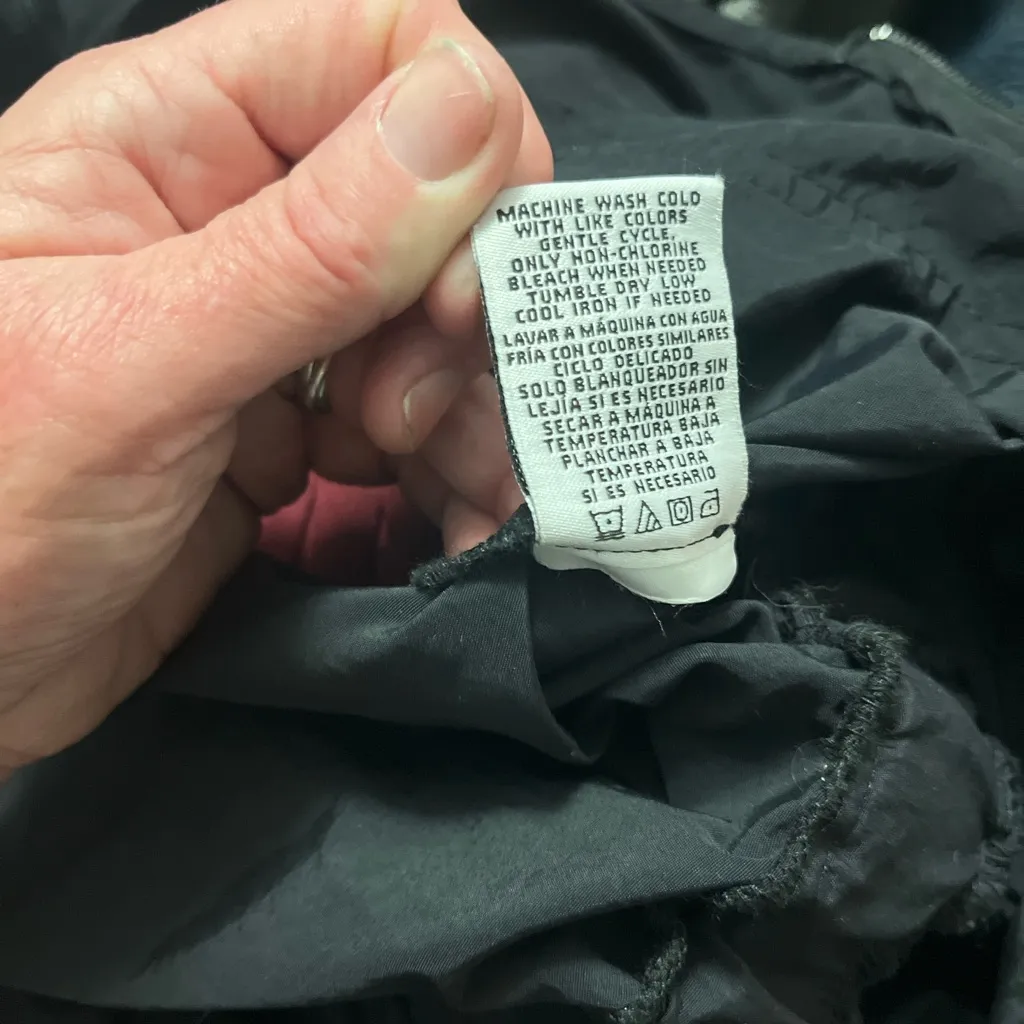 MACHINE WASH COLD
WITH LIKE COLORS
GENTLE CYCLE,
ONLY NON-CHLORINE
BLEACH WHEN NEEDED
TUMBLE DRY LOW
COOL IRON IF NEEDED
LAVAR A MÁQUINA CON AGUA
FRÍA CON COLORES SIMILARES
CICLO DELICADO
SOLO BLANQUEADOR SIN
LEJÍA SI ES NECESARIO
SECAR A MÁQUINA A
TEMPERATURA BAJA
PLANCHAR A BAJA
TEMPERATURA
SI ES NECESARIO